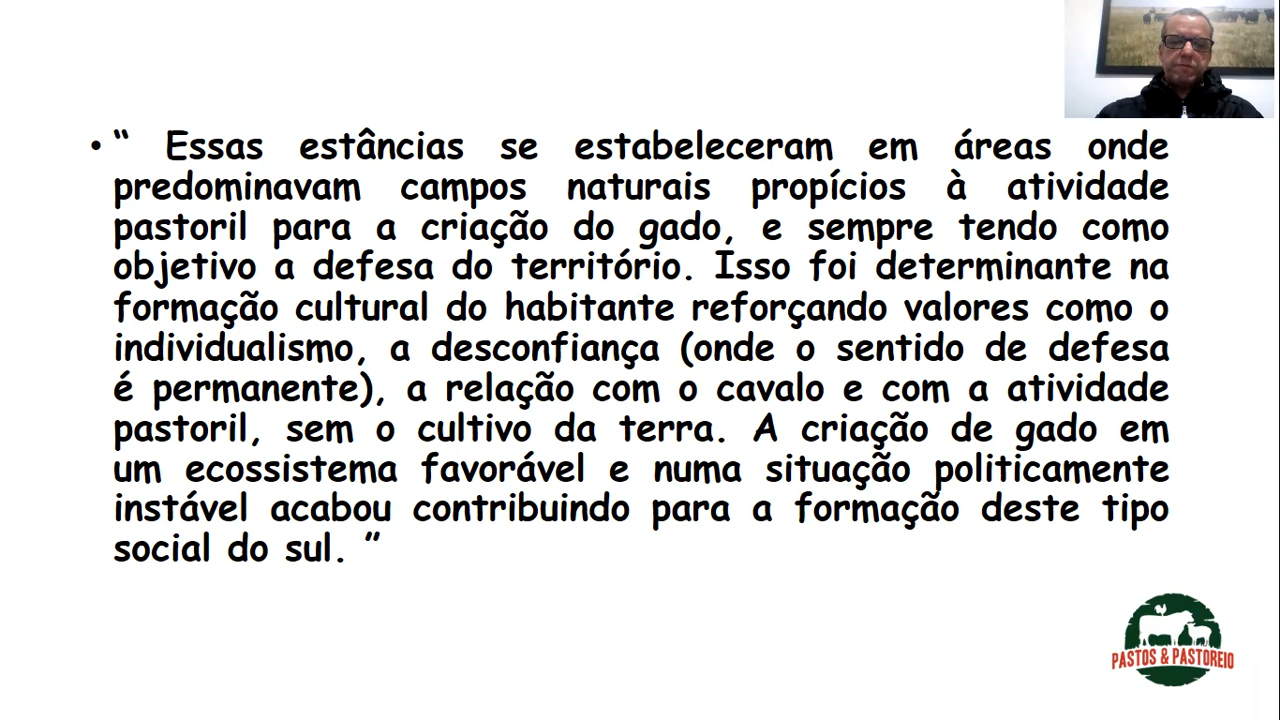 • “ Essas estâncias se estabeleceram em áreas onde
predominavam campos naturais propícios à atividade
pastoril para a criação do gado, e sempre tendo como
objetivo a defesa do território. Isso foi determinante na
formação cultural do habitante reforçando valores como o
individualismo, a desconfiança (onde o sentido de defesa
é permanente), a relação com o cavalo e com a atividade
pastoril, sem o cultivo da terra. A criação de gado em
um ecossistema favorável e numa situação politicamente
instável acabou contribuindo para a formação deste tipo
social do sul. ”
PASTOS & PASTOREIO